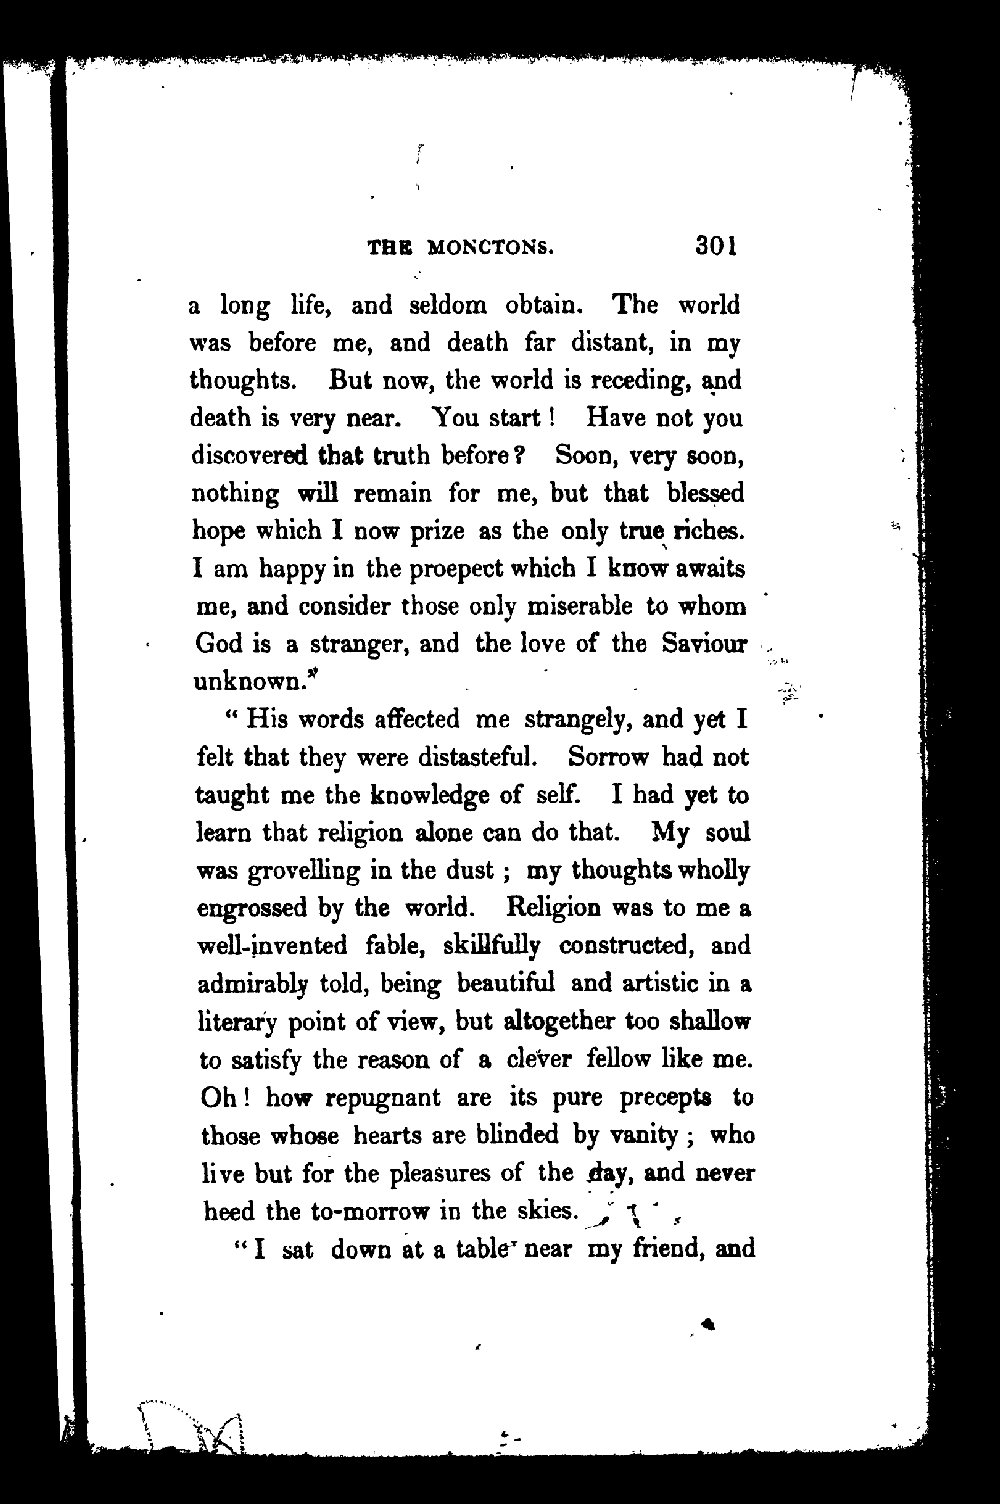 THE MONCTONS. 301
a long life, and seldom obtain. The world
was before me, and death far distant, in my
thoughts. But now, the world is receding, and
death is very near. You start! Have not you
discovered that truth before? Soon, very soon,
nothing will remain for me, but that blessed
hope which I now prize as the only true riches.
I am happy in the proepect which I know awaits
me, and consider those only miserable to whom
God is a stranger, and the love of the Saviour
unknown."
"His words affected me strangely, and yet I
felt that they were distasteful. Sorrow had not
taught me the knowledge of self. I had yet to
learn that religion alone can do that. My soul
was grovelling in the dust; my thoughts wholly
engrossed by the world. Religion was to me a
well-invented fable, skillfully constructed, and
admirably told, being beautiful and artistic in a
literary point of view, but altogether too shallow
to satisfy the reason of a clever fellow like me.
Oh! how repugnant are its pure precepts to
those whose hearts are blinded by vanity; who
live but for the pleasures of the day, and never
heed the to-morrow in the skies.
"I sat down at a table near my friend, and